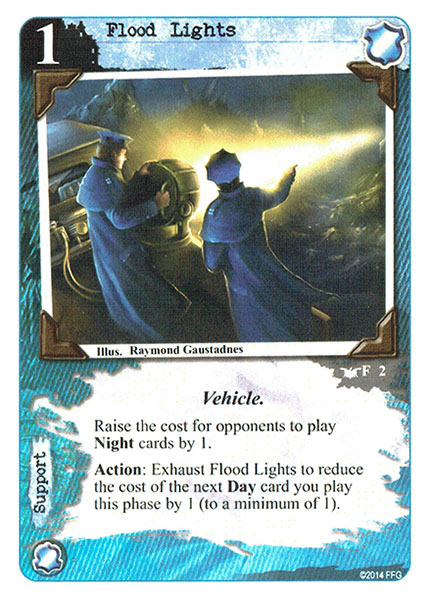 1
Flood Lights
Illus. Raymond Gaustadnes
F 2
Vehicle.
Raise the cost for opponents to play
Night cards by 1.
Action: Exhaust Flood Lights to reduce
the cost of the next Day card you play
this phase by 1 (to a minimum of 1).
Support
©2014 FFG